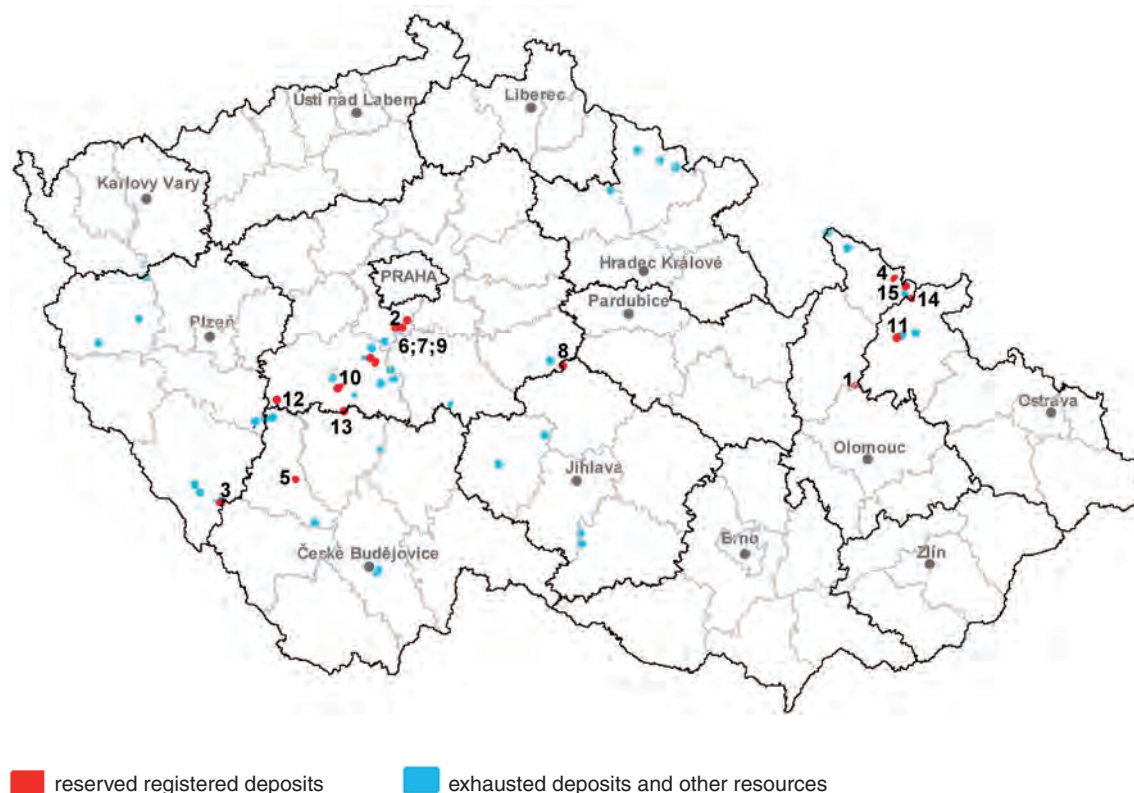 Ústí nad Labem
Liberec
Karlovy Vary
PRAHA
Hradec Králové
4
15
14
Pardubice
Plzeň
2
11
6;7;9
8
10
1
12
Ostrava
13
Olomouc
5
Jihlava
3
Brno
České Budějovice
Zlín
reserved registered deposits
exhausted deposits and other resources